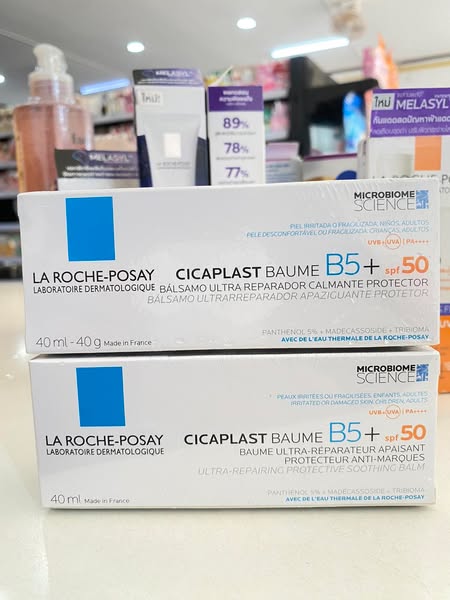 MELASYL™
ใหม่!
LA ROCHE-POSAY
MELASYL
89%
78%
77%
ใหม่ MELASYL
LA ROCHE-P
MICROBIOME
SCIENCE
PIEL IRRITADA O FRAGILIZADA. NIÑOS, ADULTOS
PELE DESCONFORTÁVEL OU FRAGILIZADA: CRIANÇAS, ADULTOS
UVB+UVA | PA++++
LA ROCHE-POSAY
LABORATOIRE DERMATOLOGIQUE
CICAPLAST BAUME B5+ spf 50
BÁLSAMO ULTRA REPARADOR CALMANTE PROTECTOR
BÁLSAMO ULTRARREPARADOR APAZIGUANTE PROTETOR
40 ml - 40 g Made in France
PANTHENOL 5% + MADECASSOSIDE + TRIBIOMA
AVEC DE L'EAU THERMALE DE LA ROCHE-POSAY
MICROBIOME
SCIENCE
PEAUX IRRITÉES OU FRAGILISÉES, ENFANTS, ADULTES
IRRITATED OR DAMAGED SKIN, CHILDREN, ADULTS
UVB+UVA | PA++++
LA ROCHE-POSAY
LABORATOIRE DERMATOLOGIQUE
CICAPLAST BAUME B5+ spf 50
BAUME ULTRA-RÉPARATEUR APAISANT
PROTECTEUR ANTI-MARQUES
ULTRA-REPAIRING PROTECTIVE SOOTHING BALM
40 ml Made in France
PANTHENOL 5% + MADECASSOSIDE + TRIBIOMA
AVEC DE L'EAU THERMALE DE LA ROCHE-POSAY